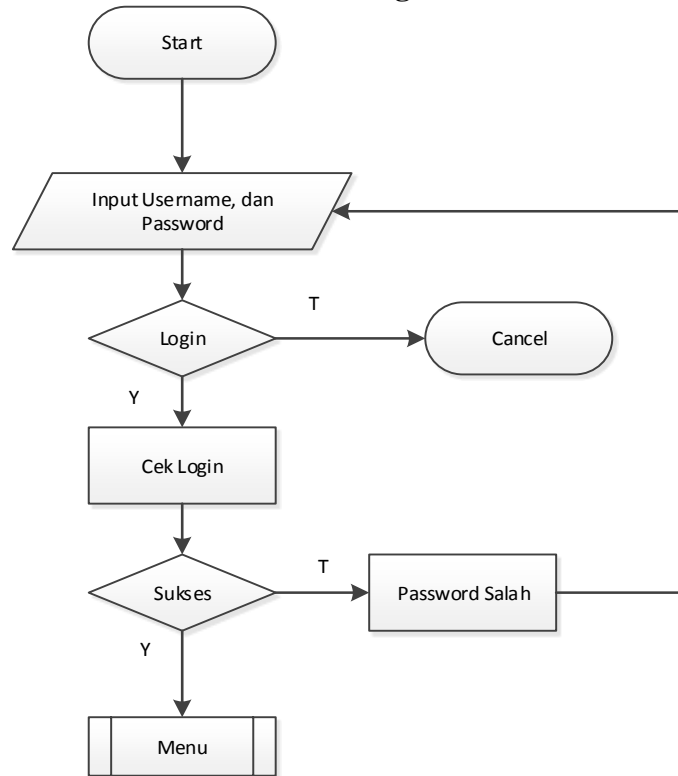 Start
Input Username, dan
Password
T
Login
Cancel
Y
Cek Login
T
Sukses
Password Salah
Y
Menu